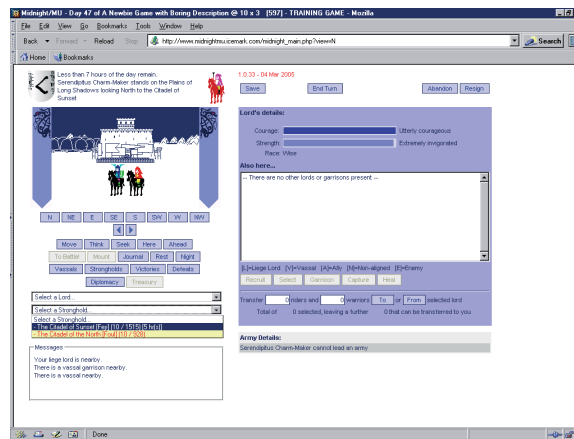 Midnight/MU - Day 47 of A Newbie Game with Boring Description @ 10 x 3 [597] - TRAINING GAME - Mozilla
File Edit View Go Bookmarks Tools Window Help
Back Forward Reload Stop http://www.midnightmu.icemark.com/midnight_main.php?view=N Search
Home Bookmarks
Less than 7 hours of the day remain.
Serendiptus Charm-Maker stands on the Plains of
Long Shadows looking North to the Citadel of
Sunset
N NE E SE S SW W NW
Move Think Seek Here Ahead
To Battle! Mount Journal Rest Night
Vassals Strongholds Victories Defeats
Diplomacy Treasury
Select a Lord...
Select a Stronghold...
Select a Stronghold...
- The Citadel of Sunset [Fey] (10 / 1515) [5 hr(s)]
- The Citadel of the North [Foul] (10 / 928)
Messages
Your liege lord is nearby.
There is a vassal garrison nearby.
There is a vassal nearby.
1.0.33 - 04 Mar 2005
Save End Turn Abandon Resign
Lord's details:
Courage: Utterly courageous
Strength: Extremely invigorated
Race: Wise
Also here...
-- There are no other lords or garrisons present --
[L]=Liege Lord [V]=Vassal [A]=Ally [N]=Non-aligned [E]=Enemy
Recruit Select Garrison Capture Heal
Transfer 0 riders and 0 warriors To or From selected lord
Total of 0 selected, leaving a further 0 that can be transferred to you
Army Details:
Serendiptus Charm-Maker cannot lead an army
Done